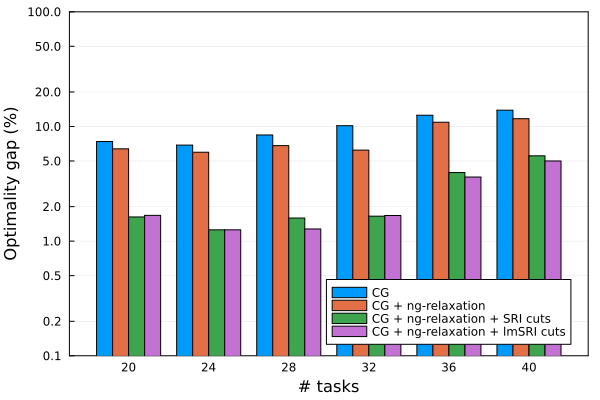 100.0
50.0
20.0
10.0
5.0
2.0
1.0
0.5
0.2
0.1
Optimality gap (%)
CG
CG + ng-relaxation
CG + ng-relaxation + SRI cuts
CG + ng-relaxation + lmSRI cuts
20 24 28 32 36 40
# tasks